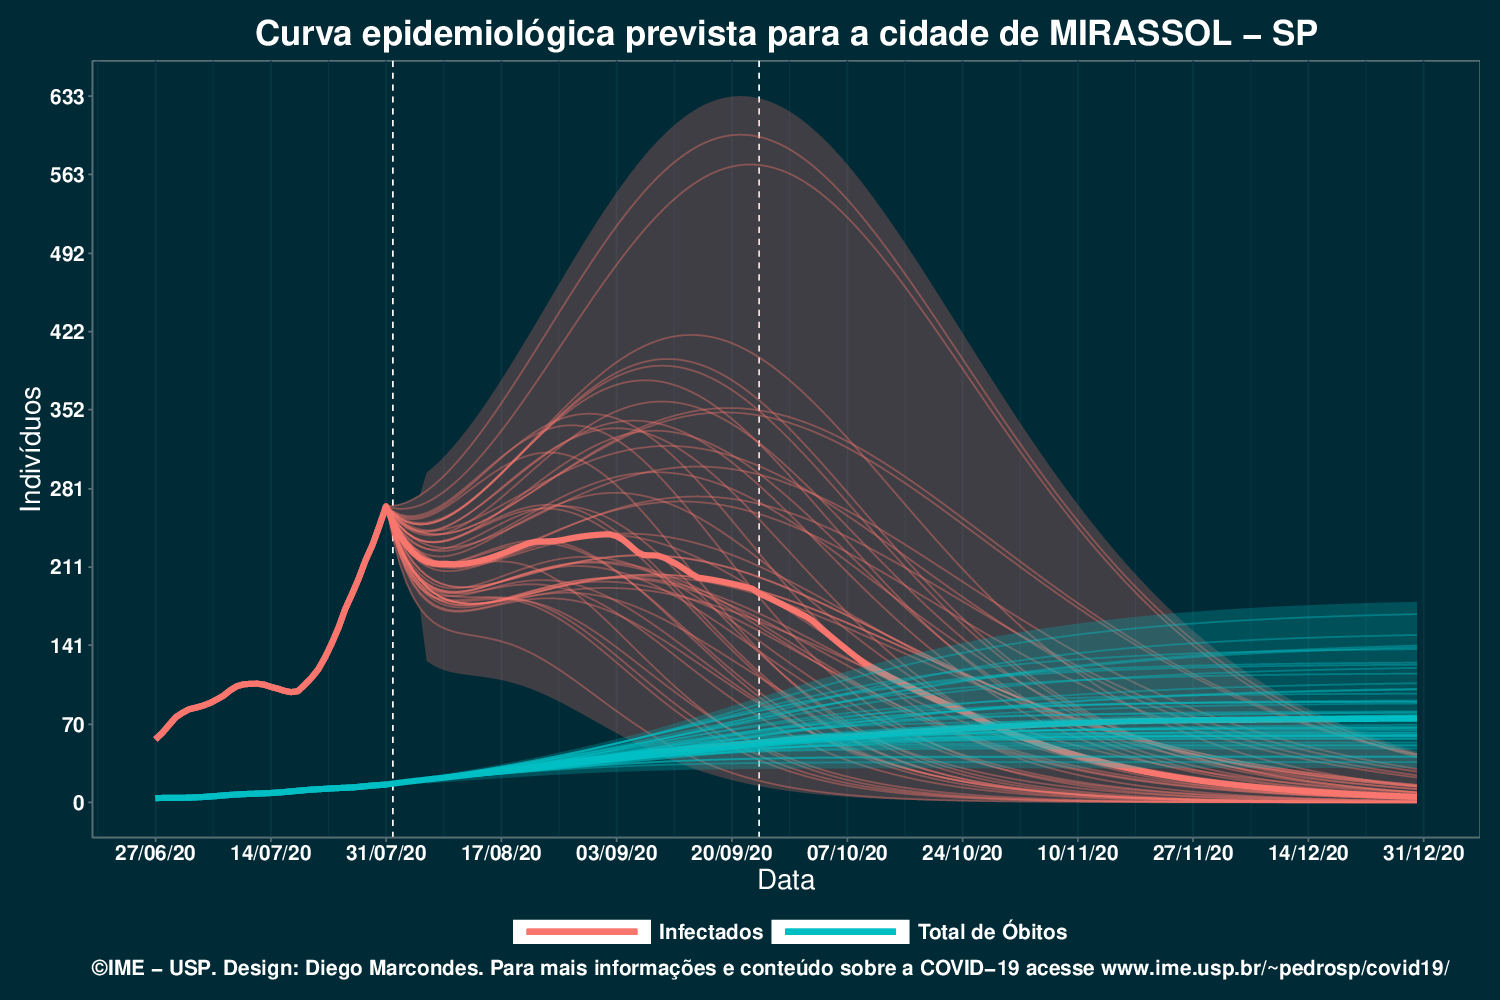 Curva epidemiológica prevista para a cidade de MIRASSOL – SP
633
563
492
422
352
281
211
141
70
0
Indivíduos
27/06/20 14/07/20 31/07/20 17/08/20 03/09/20 20/09/20 07/10/20 24/10/20 10/11/20 27/11/20 14/12/20 31/12/20
Data
Infectados Total de Óbitos
©IME – USP. Design: Diego Marcondes. Para mais informações e conteúdo sobre a COVID–19 acesse www.ime.usp.br/~pedrosp/covid19/